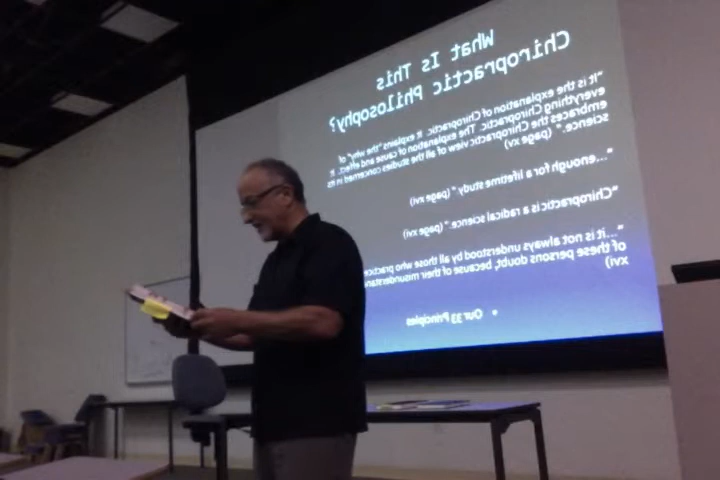 What Is This
Chiropractic Philosophy?
"It is the explanation of Chiropractic. It explains "the why" of
everything Chiropractic. The explanation of cause and effect. It
embraces the Chiropractic view of all the studies concerned in its
science." (page xv)
"...enough for a lifetime study." (page xvi)
"Chiropractic is a radical science." (page xvi)
"...it is not always understood by all those who practice
of these persons doubt, because of their misunderstan
xvi)
• Our 33 Principles